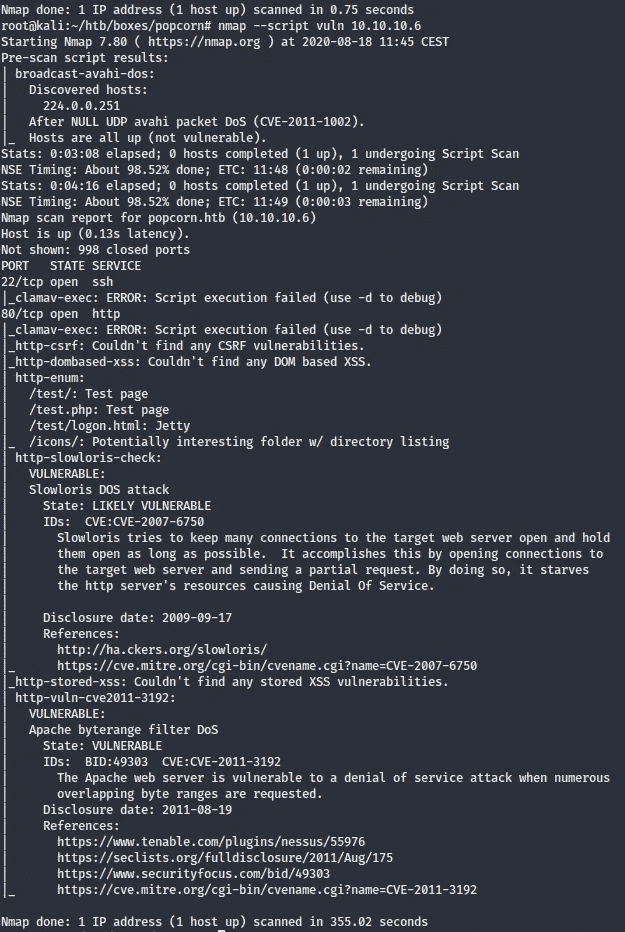 Nmap done: 1 IP address (1 host up) scanned in 0.75 seconds
root@kali:~/htb/boxes/popcorn# nmap --script vuln 10.10.10.6
Starting Nmap 7.80 ( https://nmap.org ) at 2020-08-18 11:45 CEST
Pre-scan script results:
| broadcast-avahi-dos:
|   Discovered hosts:
|     224.0.0.251
|   After NULL UDP avahi packet DoS (CVE-2011-1002).
|_  Hosts are all up (not vulnerable).
Stats: 0:03:08 elapsed; 0 hosts completed (1 up), 1 undergoing Script Scan
NSE Timing: About 98.52% done; ETC: 11:48 (0:00:02 remaining)
Stats: 0:04:16 elapsed; 0 hosts completed (1 up), 1 undergoing Script Scan
NSE Timing: About 98.52% done; ETC: 11:49 (0:00:03 remaining)
Nmap scan report for popcorn.htb (10.10.10.6)
Host is up (0.13s latency).
Not shown: 998 closed ports
PORT   STATE SERVICE
22/tcp open  ssh
|_clamav-exec: ERROR: Script execution failed (use -d to debug)
80/tcp open  http
|_clamav-exec: ERROR: Script execution failed (use -d to debug)
|_http-csrf: Couldn't find any CSRF vulnerabilities.
|_http-dombased-xss: Couldn't find any DOM based XSS.
| http-enum:
|   /test/: Test page
|   /test.php: Test page
|   /test/logon.html: Jetty
|_  /icons/: Potentially interesting folder w/ directory listing
| http-slowloris-check:
|   VULNERABLE:
|   Slowloris DOS attack
|     State: LIKELY VULNERABLE
|     IDs:  CVE:CVE-2007-6750
|       Slowloris tries to keep many connections to the target web server open and hold
|       them open as long as possible.  It accomplishes this by opening connections to
|       the target web server and sending a partial request. By doing so, it starves
|       the http server's resources causing Denial Of Service.
|
|     Disclosure date: 2009-09-17
|     References:
|       http://ha.ckers.org/slowloris/
|_      https://cve.mitre.org/cgi-bin/cvename.cgi?name=CVE-2007-6750
|_http-stored-xss: Couldn't find any stored XSS vulnerabilities.
| http-vuln-cve2011-3192:
|   VULNERABLE:
|   Apache byterange filter DoS
|     State: VULNERABLE
|     IDs:  BID:49303  CVE:CVE-2011-3192
|       The Apache web server is vulnerable to a denial of service attack when numerous
|       overlapping byte ranges are requested.
|     Disclosure date: 2011-08-19
|     References:
|       https://www.tenable.com/plugins/nessus/55976
|       https://seclists.org/fulldisclosure/2011/Aug/175
|       https://www.securityfocus.com/bid/49303
|_      https://cve.mitre.org/cgi-bin/cvename.cgi?name=CVE-2011-3192
Nmap done: 1 IP address (1 host up) scanned in 355.02 seconds